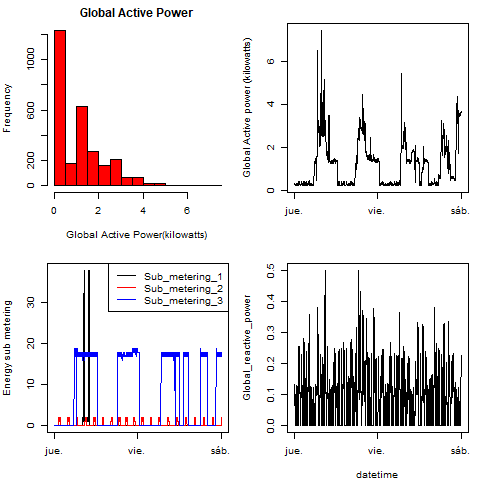 Global Active Power
Frequency
0 200 600 1000
0 2 4 6
Global Active Power(kilowatts)
Global Active Power (kilowatts)
0 2 4 6
jue. vie. sáb.
Energy sub metering
0 10 20 30
Sub_metering_1
Sub_metering_2
Sub_metering_3
jue. vie. sáb.
Global_reactive_power
0.0 0.1 0.2 0.3 0.4 0.5
jue. vie. sáb.
datetime